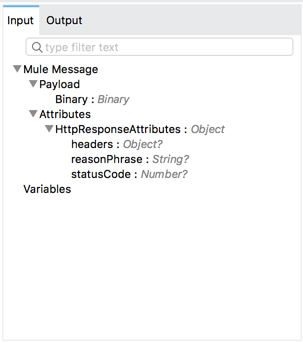 Input Output
type filter text
Mule Message
Payload
Binary : Binary
Attributes
HttpResponseAttributes : Object
headers : Object?
reasonPhrase : String?
statusCode : Number?
Variables